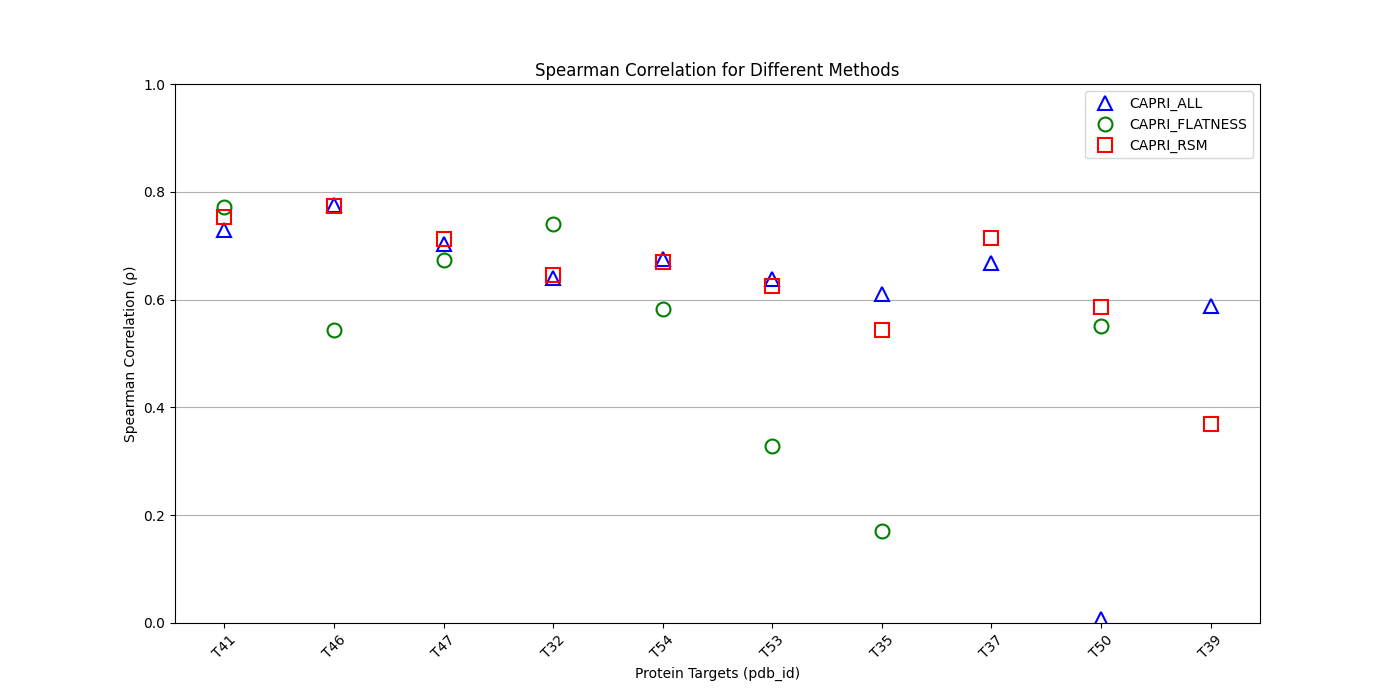 Spearman Correlation for Different Methods
CAPRI_ALL
CAPRI_FLATNESS
CAPRI_RSM
Spearman Correlation (ρ)
1.0
0.8
0.6
0.4
0.2
0.0
T41 T46 T47 T32 T54 T53 T35 T37 T50 T39
Protein Targets (pdb_id)